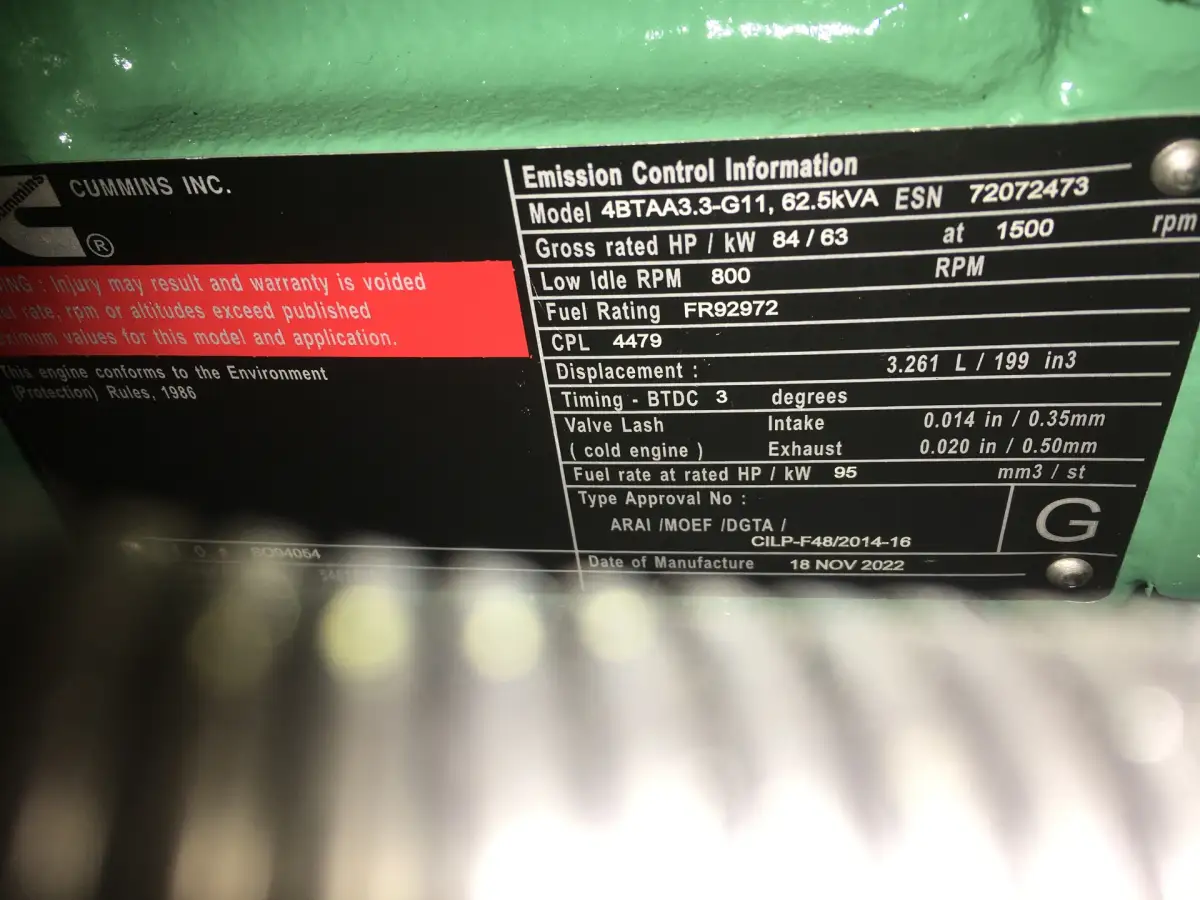 CUMMINS INC.
ummins
®
ING : Injury may result and warranty is voided
rate, rpm or altitudes exceed published
ximum values for this model and application.
This engine conforms to the Environment
(Protection) Rules, 1986
Emission Control Information
Model 4BTAA3.3-G11, 62.5kVA ESN 72072473
Gross rated HP / kW 84 / 63 at 1500 rpm
Low Idle RPM 800 RPM
Fuel Rating FR92972
CPL 4479
Displacement : 3.261 L / 199 in3
Timing - BTDC 3 degrees
Valve Lash Intake 0.014 in / 0.35mm
( cold engine ) Exhaust 0.020 in / 0.50mm
Fuel rate at rated HP / kW 95 mm3 / st
Type Approval No :
ARAI /MOEF /DGTA /
CILP-F48/2014-16
G
Date of Manufacture 18 NOV 2022
SO94054